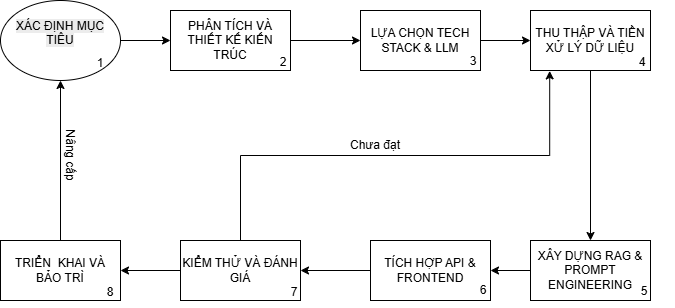 XÁC ĐỊNH MỤC
TIÊU
1
PHÂN TÍCH VÀ
THIẾT KẾ KIẾN
TRÚC
2
LỰA CHỌN TECH
STACK & LLM
3
THU THẬP VÀ TIỀN
XỬ LÝ DỮ LIỆU
4
Nâng cấp
Chưa đạt
TRIỂN KHAI VÀ
BẢO TRÌ
8
KIỂM THỬ VÀ ĐÁNH
GIÁ
7
TÍCH HỢP API &
FRONTEND
6
XÂY DỰNG RAG &
PROMPT
ENGINEERING
5